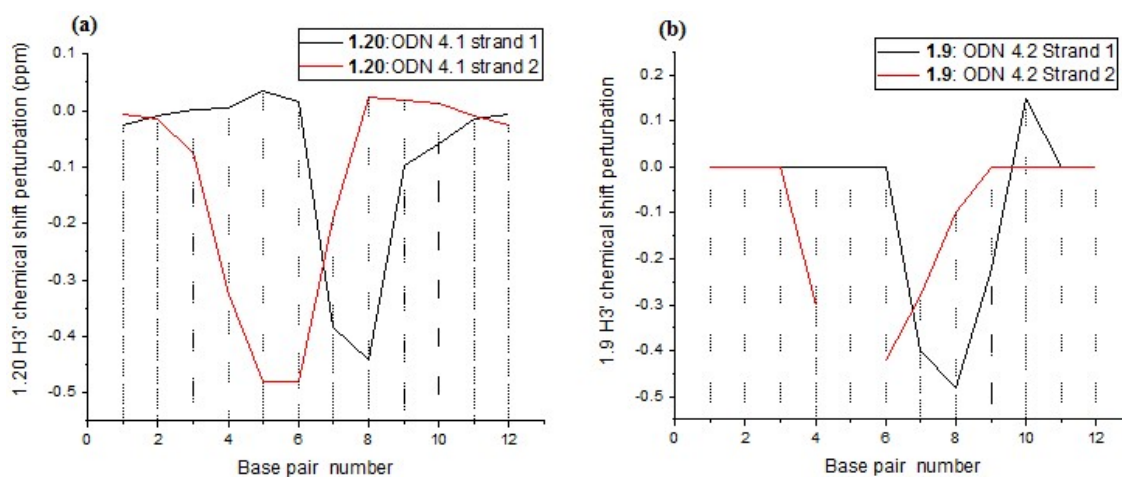 (a)
1.20:ODN 4.1 strand 1
1.20:ODN 4.1 strand 2
1.20 H3' chemical shift perturbation (ppm)
0.1
0.0
-0.1
-0.2
-0.3
-0.4
-0.5
0 2 4 6 8 10 12
Base pair number
(b)
1.9: ODN 4.2 Strand 1
1.9: ODN 4.2 Strand 2
1.9 H3' chemical shift perturbation
0.2
0.1
0.0
-0.1
-0.2
-0.3
-0.4
-0.5
0 2 4 6 8 10 12
Base pair number